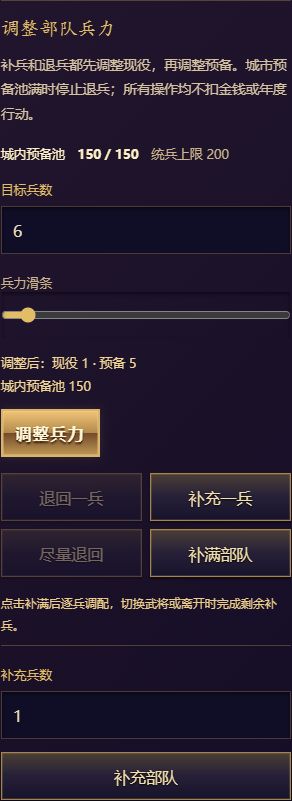 调整部队兵力
补兵和退兵都先调整现役，再调整预备。城市预
备池满时停止退兵；所有操作均不扣金钱或年度
行动。
城内预备池 150 / 150 统兵上限 200
目标兵数
6
兵力滑条
调整后：现役 1 · 预备 5
城内预备池 150
调整兵力
退回一兵 补充一兵
尽量退回 补满部队
点击补满后逐兵调配，切换武将或离开时完成剩余补
兵。
补充兵数
1
补充部队